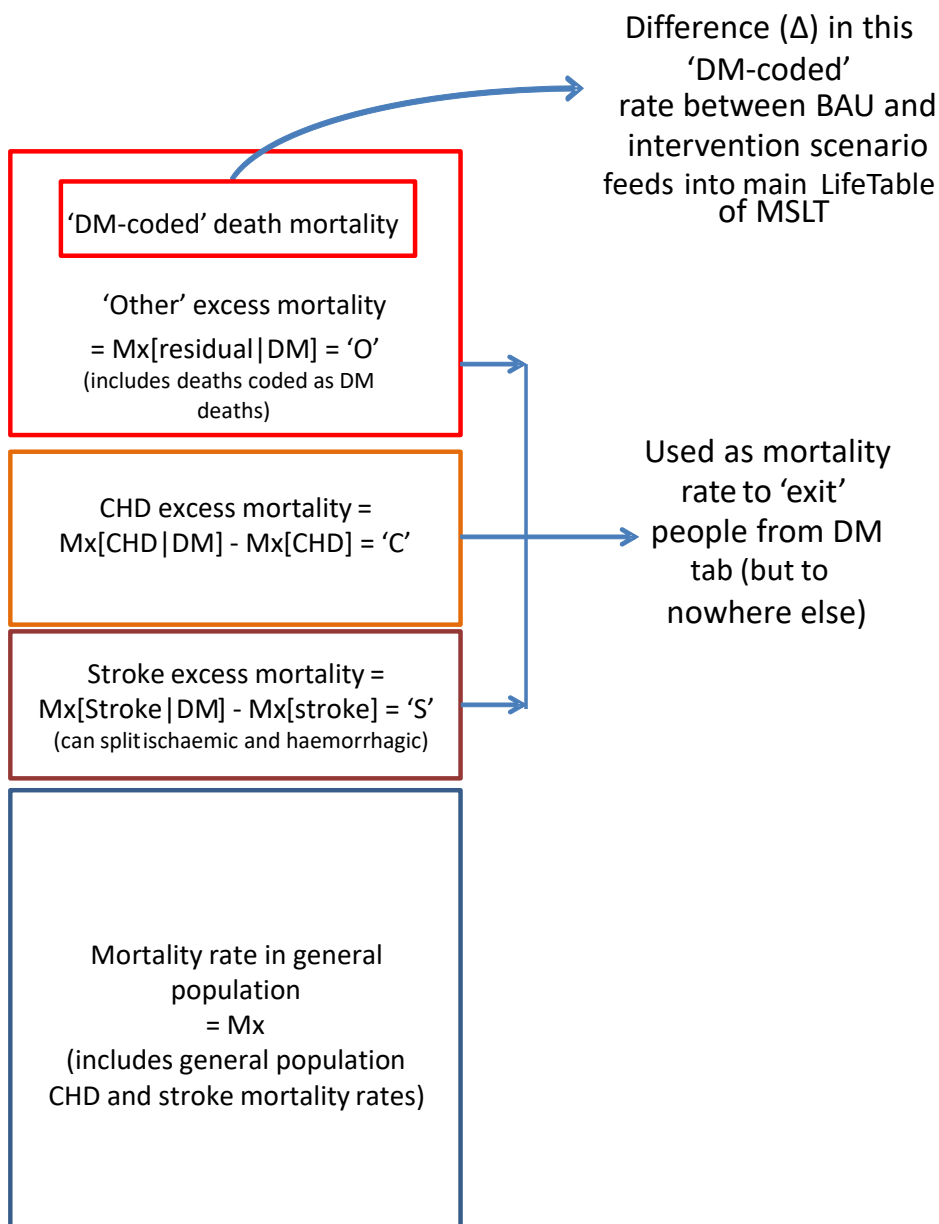 Difference (Δ) in this
‘DM-coded’
rate between BAU and
intervention scenario
feeds into main LifeTable
of MSLT
‘DM-coded’ death mortality
‘Other’ excess mortality
= Mx[residual|DM] = ‘O’
(includes deaths coded as DM
deaths)
CHD excess mortality =
Mx[CHD|DM] - Mx[CHD] = ‘C’
Stroke excess mortality =
Mx[Stroke|DM] - Mx[stroke] = ‘S’
(can splitischaemic and haemorrhagic)
Used as mortality
rate to ‘exit’
people from DM
tab (but to
nowhere else)
Mortality rate in general
population
= Mx
(includes general population
CHD and stroke mortality rates)